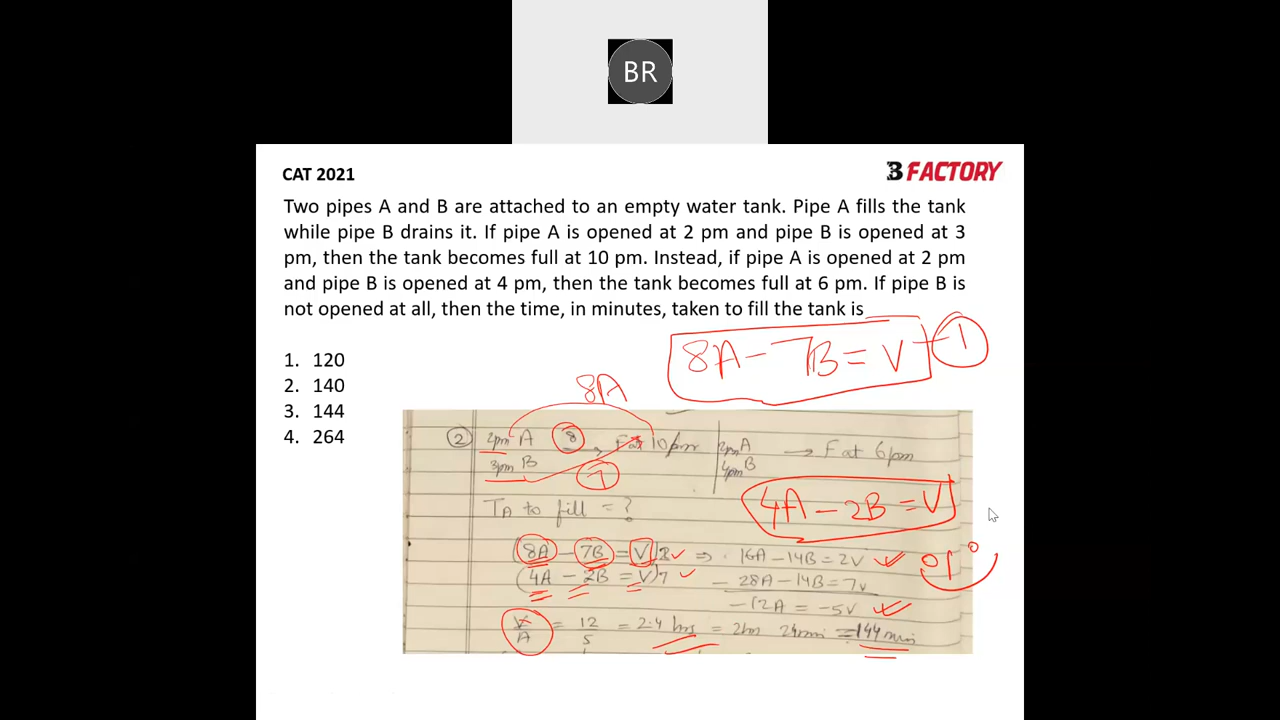 BR
CAT 2021
3 FACTORY
Two pipes A and B are attached to an empty water tank. Pipe A fills the tank
while pipe B drains it. If pipe A is opened at 2 pm and pipe B is opened at 3
pm, then the tank becomes full at 10 pm. Instead, if pipe A is opened at 2 pm
and pipe B is opened at 4 pm, then the tank becomes full at 6 pm. If pipe B is
not opened at all, then the time, in minutes, taken to fill the tank is
8A - 7B = V 1
1. 120
2. 140
3. 144
4. 264
8A
2 2pm A 8 F at 10pm 2pm A → F at 6pm
3pm B 7 4pm B
TA to fill = ? 4A - 2B = V
(8A - 7B = V)2 ⇒ 16A - 14B = 2V
(4A - 2B = V)7 - 28A - 14B = 7V
-12A = -5V
V/A = 12/5 = 2.4 hrs = 2hr 24min = 144 min